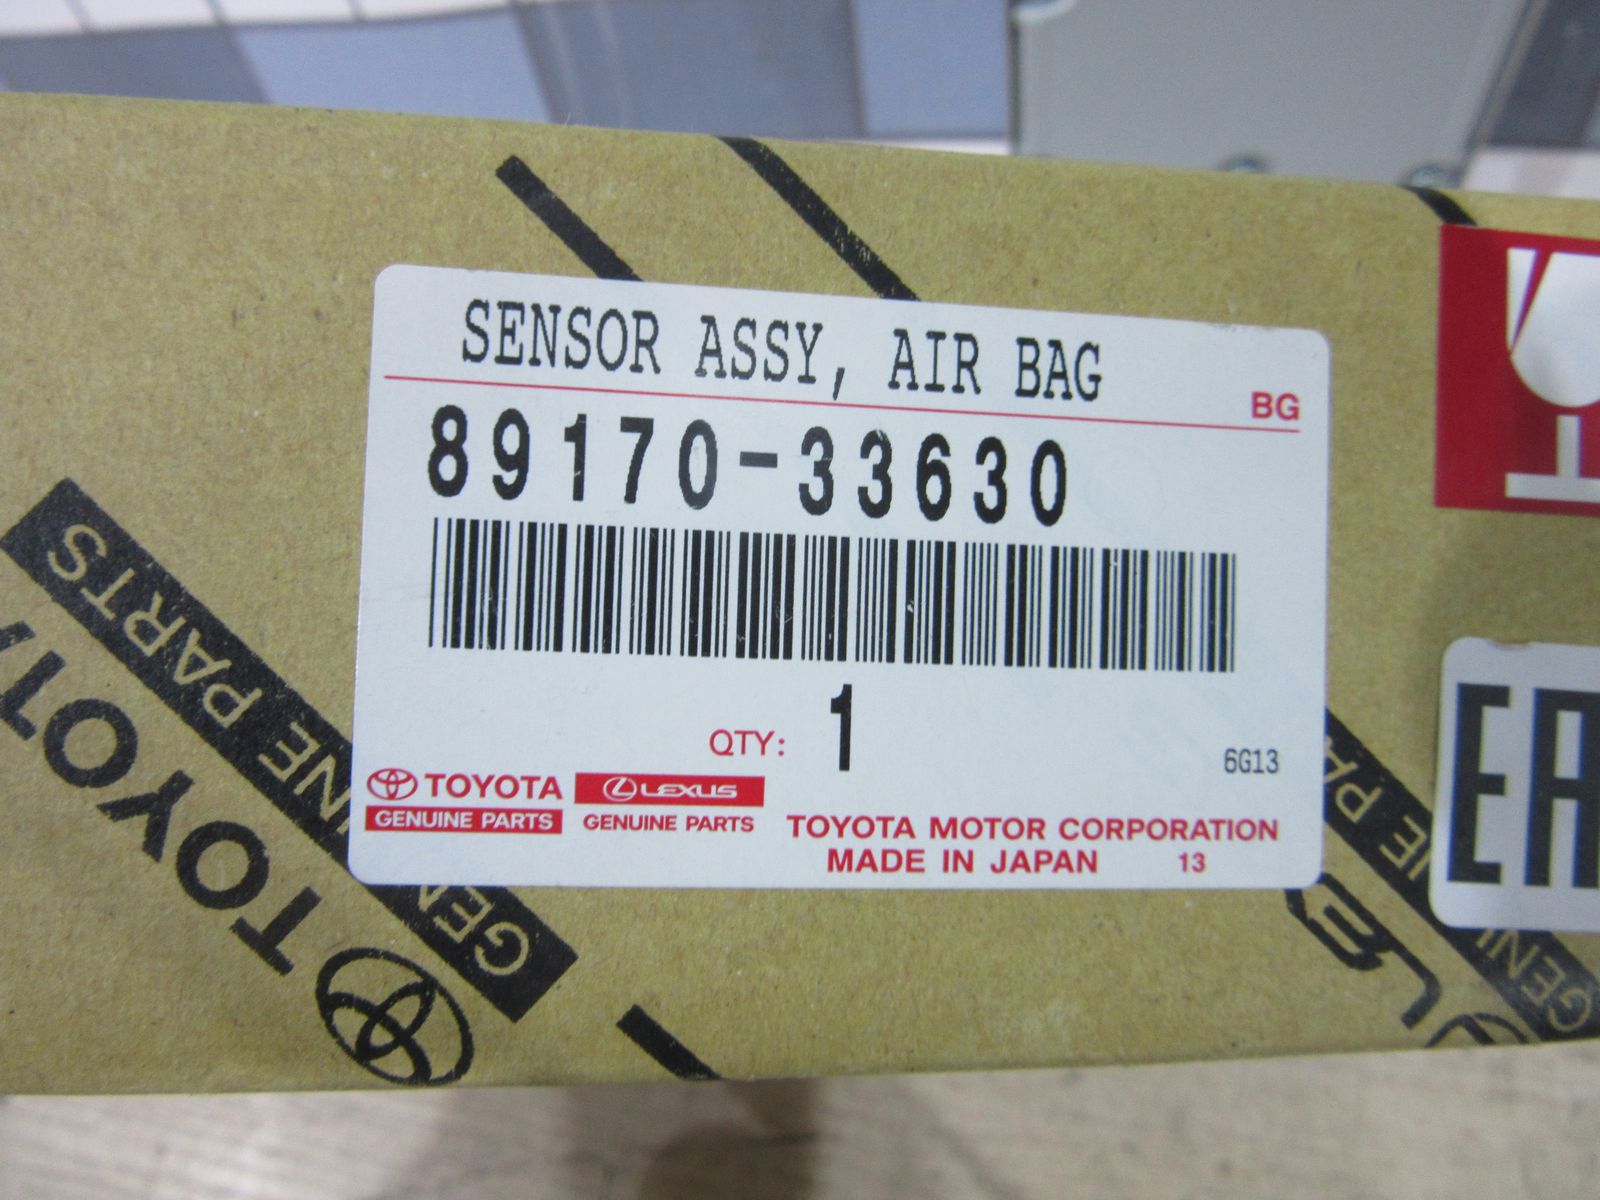 SENSOR ASSY, AIR BAG
BG
89170-33630
QTY: 1
6G13
TOYOTA
GENUINE PARTS
LEXUS
GENUINE PARTS
TOYOTA MOTOR CORPORATION
MADE IN JAPAN 13
TOYOTA
GENUINE PARTS